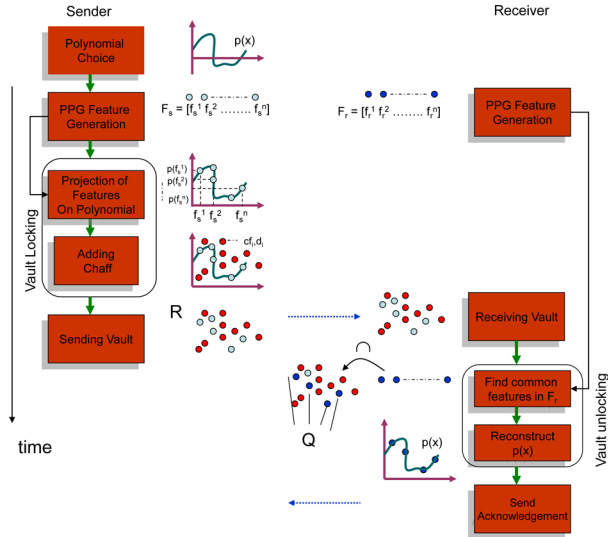 Sender
Receiver
Polynomial
Choice
p(x)
PPG Feature
Generation
F_s = [f_s^1 f_s^2 ......... f_s^n]
F_r = [f_r^1 f_r^2 ......... f_r^n]
PPG Feature
Generation
Vault Locking
Projection of
Features
On Polynomial
p(f_s^1)
p(f_s^2)
p(f_s^n)
f_s^1 f_s^2 f_s^n
Adding
Chaff
cf_i,d_i
R
Sending Vault
Receiving Vault
∩
Find common
features in F_r
Q
Vault unlocking
p(x)
Reconstruct
p(x)
time
Send
Acknowledgement